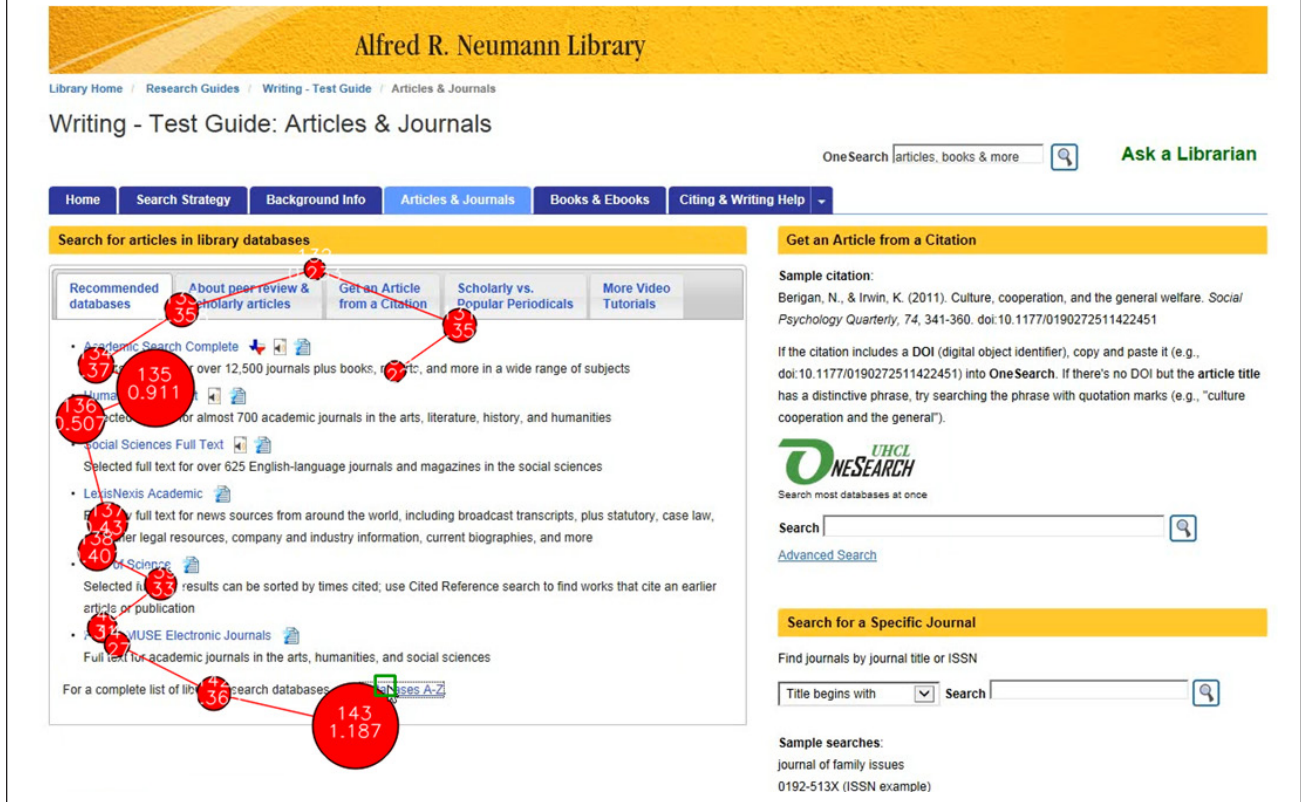 Alfred R. Neumann Library
Library Home / Research Guides / Writing - Test Guide / Articles & Journals
Writing - Test Guide: Articles & Journals
OneSearch articles, books & more
Ask a Librarian
Home Search Strategy Background Info Articles & Journals Books & Ebooks Citing & Writing Help
Search for articles in library databases
Recommended databases
About peer review & scholarly articles
Get an Article from a Citation
Scholarly vs. Popular Periodicals
More Video Tutorials
Academic Search Complete
over 12,500 journals plus books, and more in a wide range of subjects
for almost 700 academic journals in the arts, literature, history, and humanities
Social Sciences Full Text
Selected full text for over 625 English-language journals and magazines in the social sciences
LexisNexis Academic
full text for news sources from around the world, including broadcast transcripts, plus statutory, case law,
legal resources, company and industry information, current biographies, and more
of Science
Selected results can be sorted by times cited; use Cited Reference search to find works that cite an earlier
article or publication
MUSE Electronic Journals
Full text for academic journals in the arts, humanities, and social sciences
For a complete list of search databases A-Z
135
0.911
136
0.507
143
1.187
Get an Article from a Citation
Sample citation:
Berigan, N., & Irwin, K. (2011). Culture, cooperation, and the general welfare. Social
Psychology Quarterly, 74, 341-360. doi:10.1177/0190272511422451
If the citation includes a DOI (digital object identifier), copy and paste it (e.g.,
doi:10.1177/0190272511422451) into OneSearch. If there's no DOI but the article title
has a distinctive phrase, try searching the phrase with quotation marks (e.g., "culture
cooperation and the general").
UHCL
ONESEARCH
Search most databases at once
Search
Advanced Search
Search for a Specific Journal
Find journals by journal title or ISSN
Title begins with Search
Sample searches:
journal of family issues
0192-513X (ISSN example)